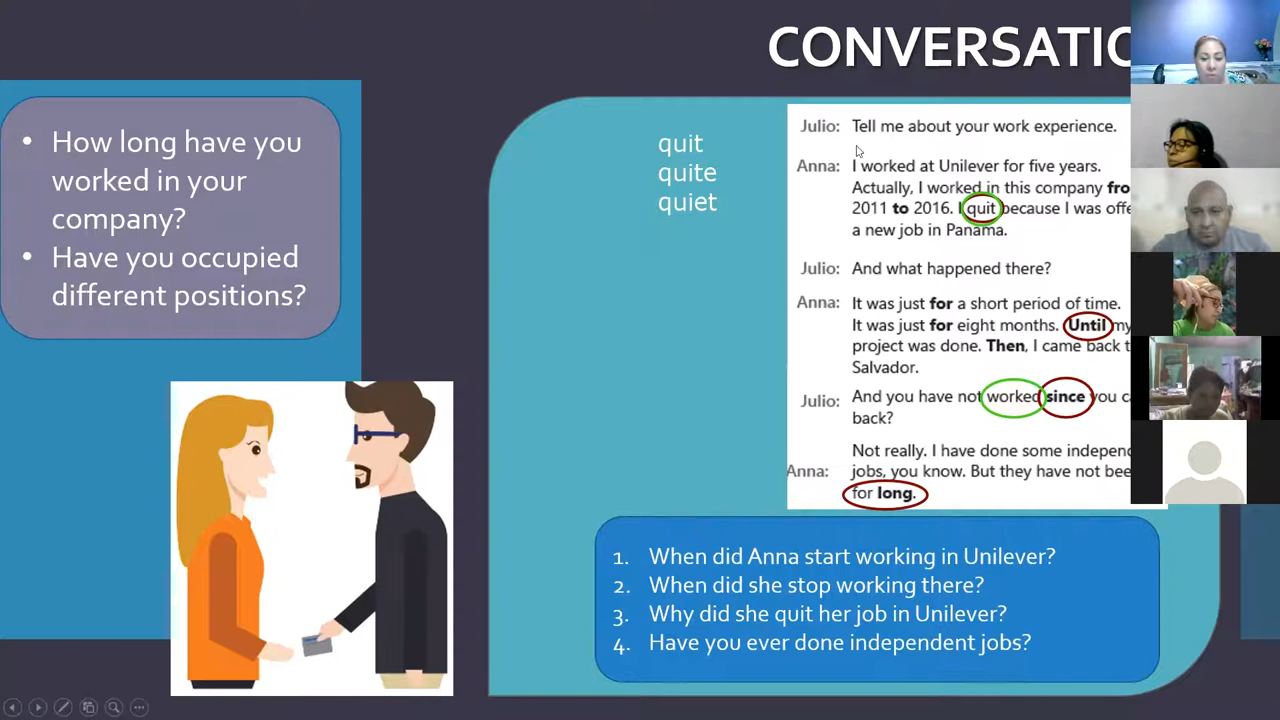 CONVERSATIO
• How long have you
worked in your
company?
• Have you occupied
different positions?
quit
quite
quiet
Julio: Tell me about your work experience.
Anna: I worked at Unilever for five years.
Actually, I worked in this company fro
2011 to 2016. I quit because I was offe
a new job in Panama.
Julio: And what happened there?
Anna: It was just for a short period of time.
It was just for eight months. Until my
project was done. Then, I came back t
Salvador.
Julio: And you have not worked since you ca
back?
Not really. I have done some independ
Anna: jobs, you know. But they have not bee
for long.
1. When did Anna start working in Unilever?
2. When did she stop working there?
3. Why did she quit her job in Unilever?
4. Have you ever done independent jobs?